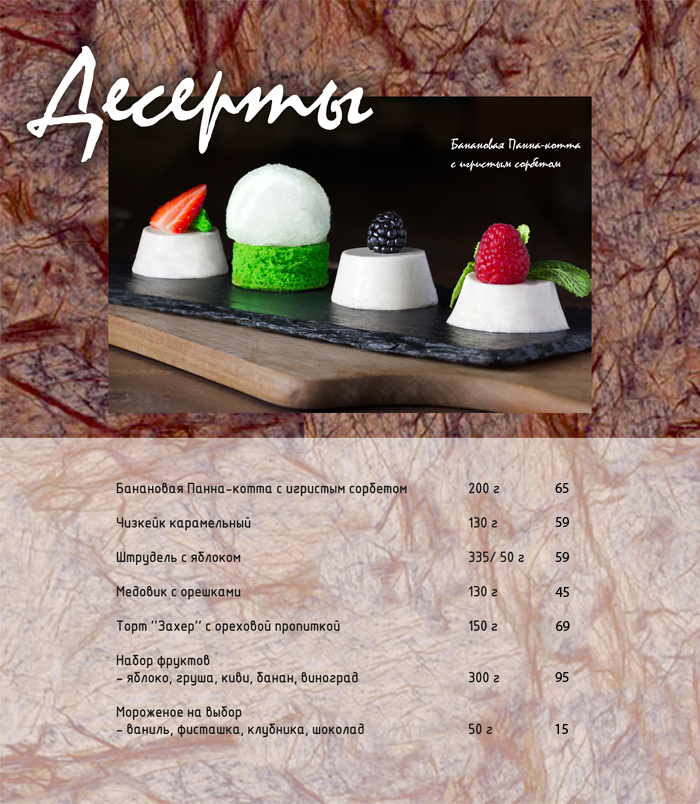 Десерты
Банановая Панна-котта
с игристым сорбетом
Банановая Панна-котта с игристым сорбетом 200 г 65
Чизкейк карамельный 130 г 59
Штрудель с яблоком 335/ 50 г 59
Медовик с орешками 130 г 45
Торт "Захер" с ореховой пропиткой 150 г 69
Набор фруктов
- яблоко, груша, киви, банан, виноград 300 г 95
Мороженое на выбор
- ваниль, фисташка, клубника, шоколад 50 г 15